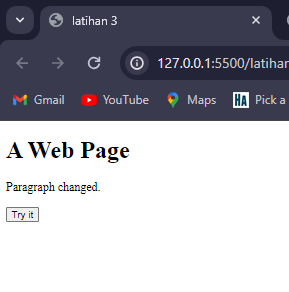 latihan 3
127.0.0.1:5500/latihan
Gmail YouTube Maps HA Pick a
A Web Page
Paragraph changed.
Try it